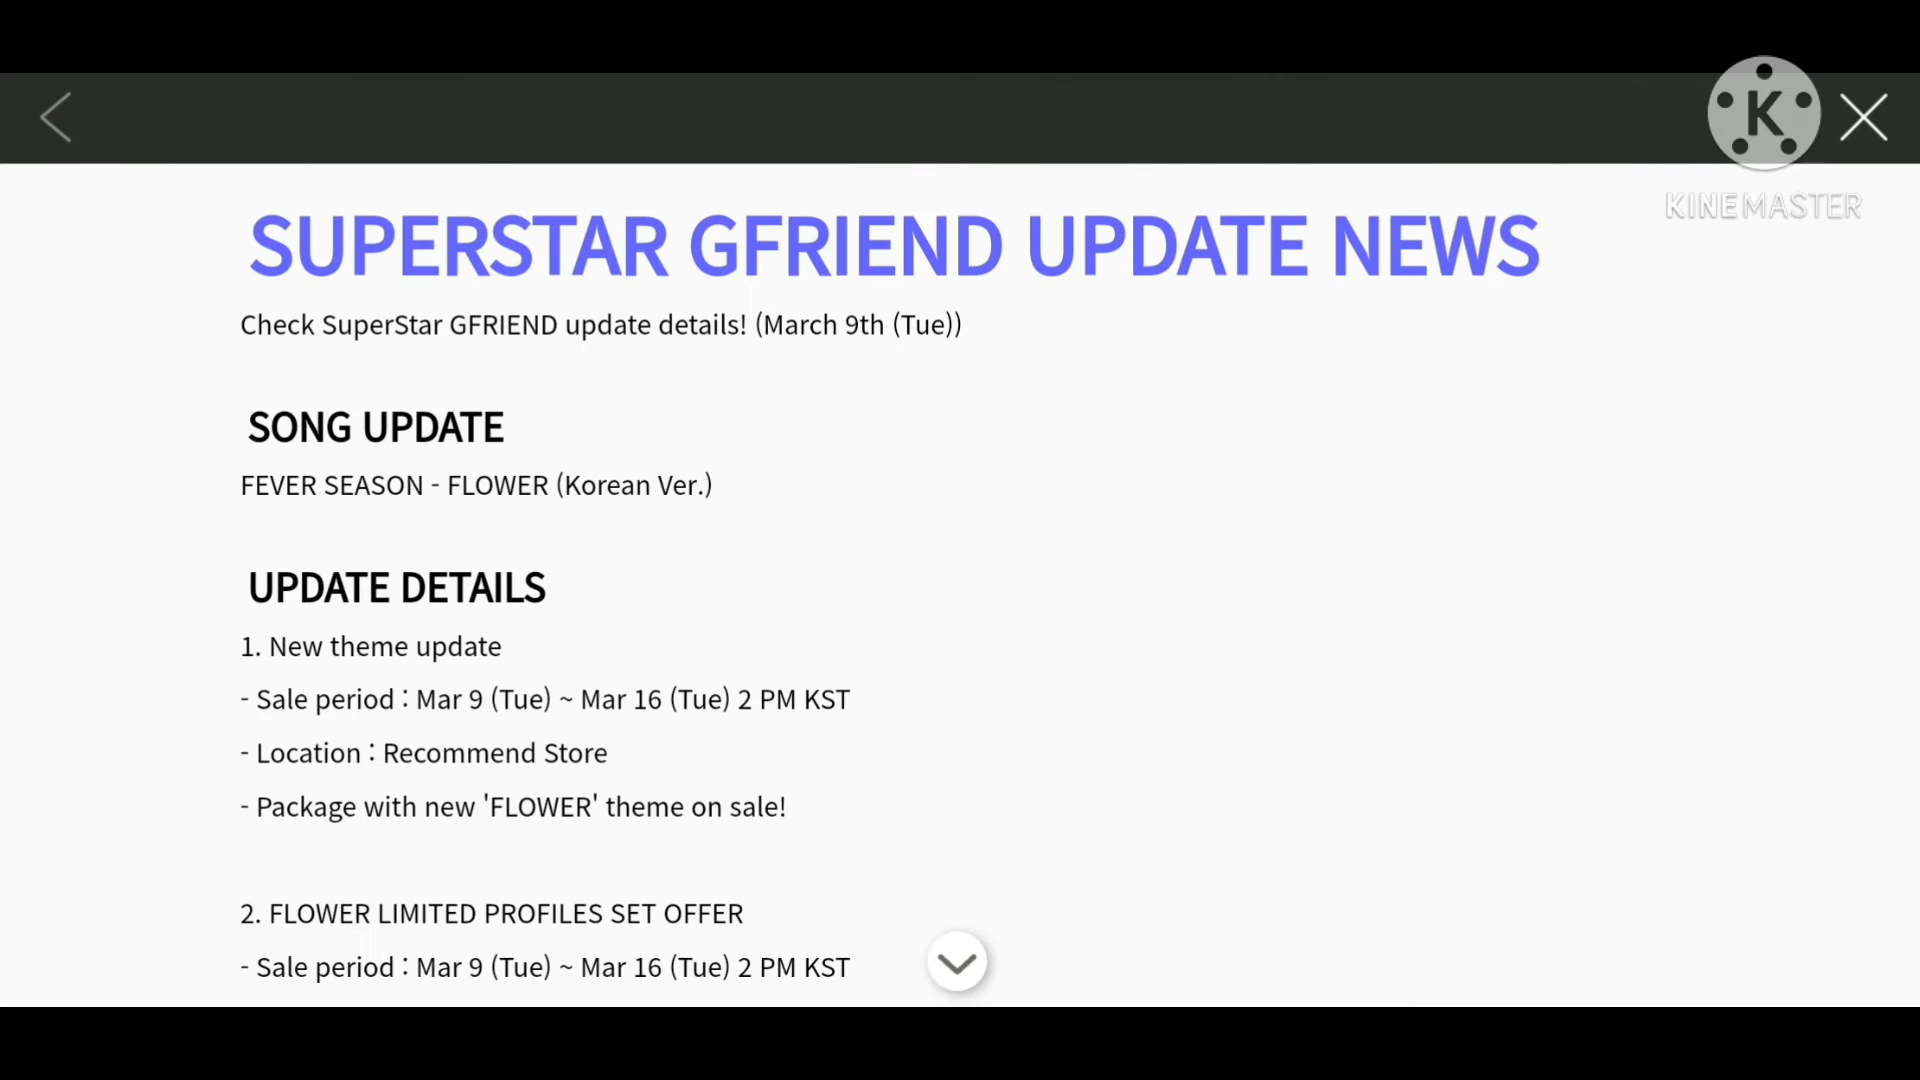 K
KINEMASTER
SUPERSTAR GFRIEND UPDATE NEWS
Check SuperStar GFRIEND update details! (March 9th (Tue))
SONG UPDATE
FEVER SEASON - FLOWER (Korean Ver.)
UPDATE DETAILS
1. New theme update
- Sale period : Mar 9 (Tue) ~ Mar 16 (Tue) 2 PM KST
- Location : Recommend Store
- Package with new 'FLOWER' theme on sale!
2. FLOWER LIMITED PROFILES SET OFFER
- Sale period : Mar 9 (Tue) ~ Mar 16 (Tue) 2 PM KST